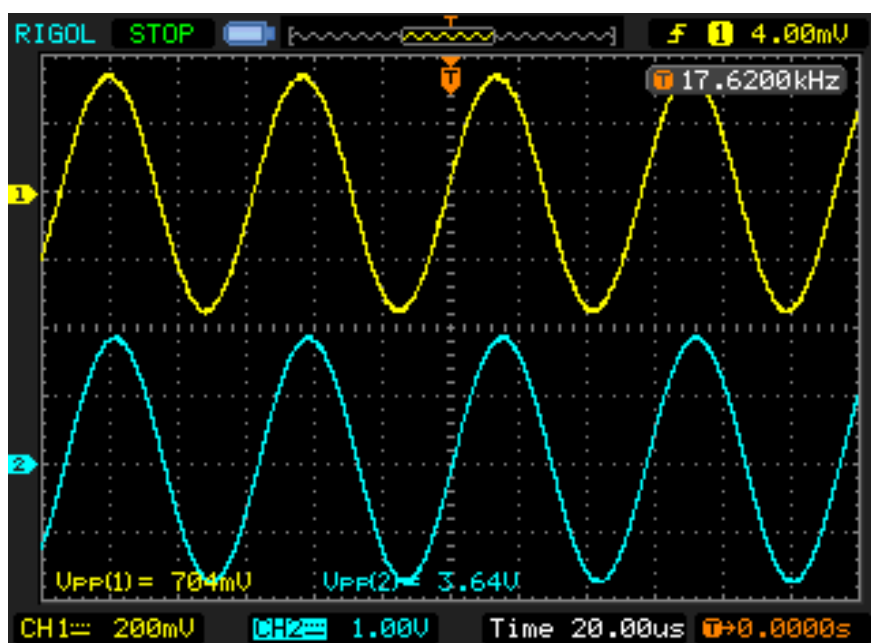 RIGOL STOP T 1 4.00mV
T
T 17.6200kHz
1
2
Vpp(1)= 704mV Vpp(2)= 3.64V
CH1 200mV CH2 1.00V Time 20.00us T→0.0000s